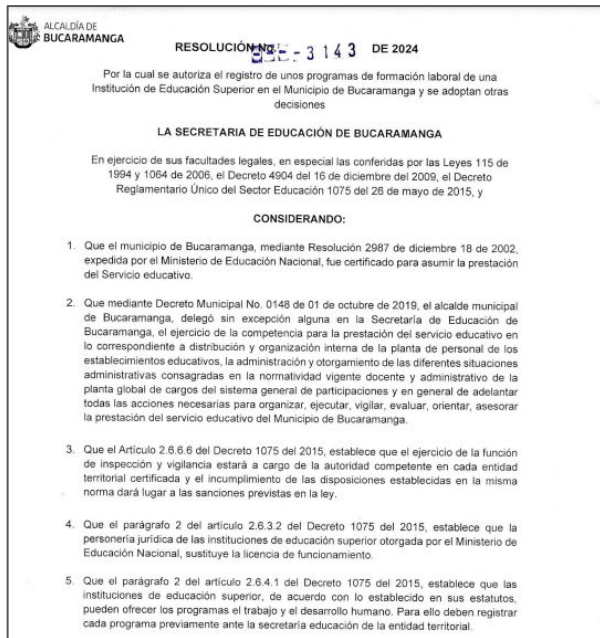 ALCALDÍA DE
BUCARAMANGA
RESOLUCIÓN No. 3143 DE 2024
Por la cual se autoriza el registro de unos programas de formación laboral de una
Institución de Educación Superior en el Municipio de Bucaramanga y se adoptan otras
decisiones
LA SECRETARIA DE EDUCACIÓN DE BUCARAMANGA
En ejercicio de sus facultades legales, en especial las conferidas por las Leyes 115 de
1994 y 1064 de 2006, el Decreto 4904 del 16 de diciembre del 2009, el Decreto
Reglamentario Único del Sector Educación 1075 del 26 de mayo de 2015, y
CONSIDERANDO:
1. Que el municipio de Bucaramanga, mediante Resolución 2987 de diciembre 18 de 2002,
expedida por el Ministerio de Educación Nacional, fue certificado para asumir la prestación
del Servicio educativo.
2. Que mediante Decreto Municipal No. 0148 de 01 de octubre de 2019, el alcalde municipal
de Bucaramanga, delegó sin excepción alguna en la Secretaría de Educación de
Bucaramanga, el ejercicio de la competencia para la prestación del servicio educativo en
lo correspondiente a distribución y organización interna de la planta de personal de los
establecimientos educativos, la administración y otorgamiento de las diferentes situaciones
administrativas consagradas en la normatividad vigente docente y administrativo de la
planta global de cargos del sistema general de participaciones y en general de adelantar
todas las acciones necesarias para organizar, ejecutar, vigilar, evaluar, orientar, asesorar
la prestación del servicio educativo del Municipio de Bucaramanga.
3. Que el Artículo 2.6.6.6 del Decreto 1075 del 2015, establece que el ejercicio de la función
de inspección y vigilancia estará a cargo de la autoridad competente en cada entidad
territorial certificada y el incumplimiento de las disposiciones establecidas en la misma
norma dará lugar a las sanciones previstas en la ley.
4. Que el parágrafo 2 del artículo 2.6.3.2 del Decreto 1075 del 2015, establece que la
personería jurídica de las instituciones de educación superior otorgada por el Ministerio de
Educación Nacional, sustituye la licencia de funcionamiento.
5. Que el parágrafo 2 del artículo 2.6.4.1 del Decreto 1075 del 2015, establece que las
instituciones de educación superior, de acuerdo con lo establecido en sus estatutos,
pueden ofrecer los programas el trabajo y el desarrollo humano. Para ello deben registrar
cada programa previamente ante la secretaría educación de la entidad territorial.